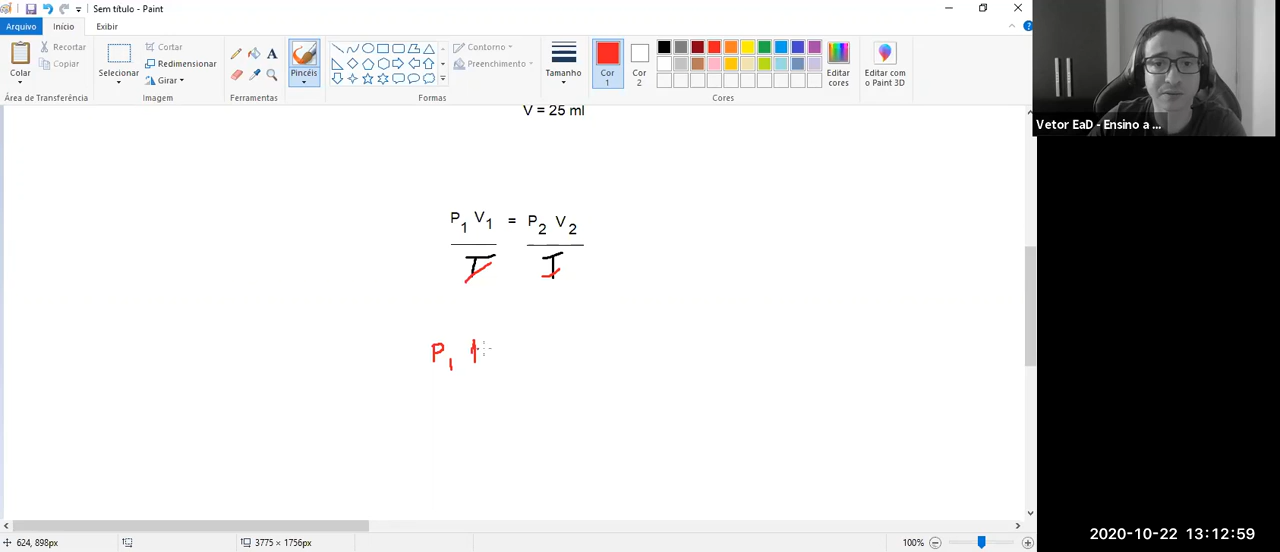 Sem título - Paint
Arquivo Início Exibir
Colar
Recortar
Copiar
Área de Transferência
Selecionar
Cortar
Redimensionar
Girar
Imagem
A
Ferramentas
Pincéis
Contorno
Preenchimento
Formas
Tamanho
Cor 1
Cor 2
Cores
Editar cores
Editar com o Paint 3D
V = 25 ml
P1 V1 = P2 V2
T T
P1
Vetor EaD - Ensino a ...
2020-10-22 13:12:59
624, 898px
3775 × 1756px
100%